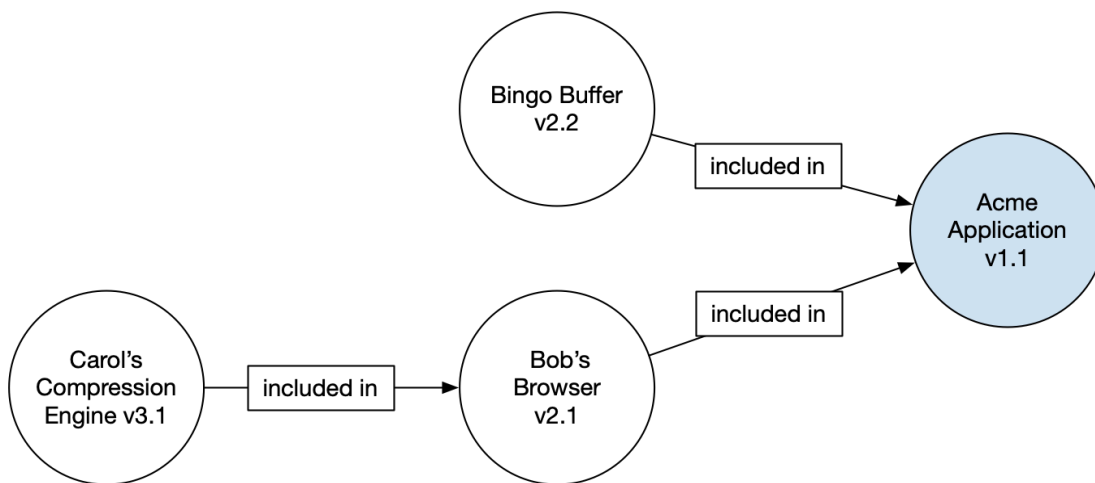 Bingo Buffer
v2.2
included in
Acme
Application
v1.1
included in
Carol’s
Compression
Engine v3.1
included in
Bob’s
Browser
v2.1